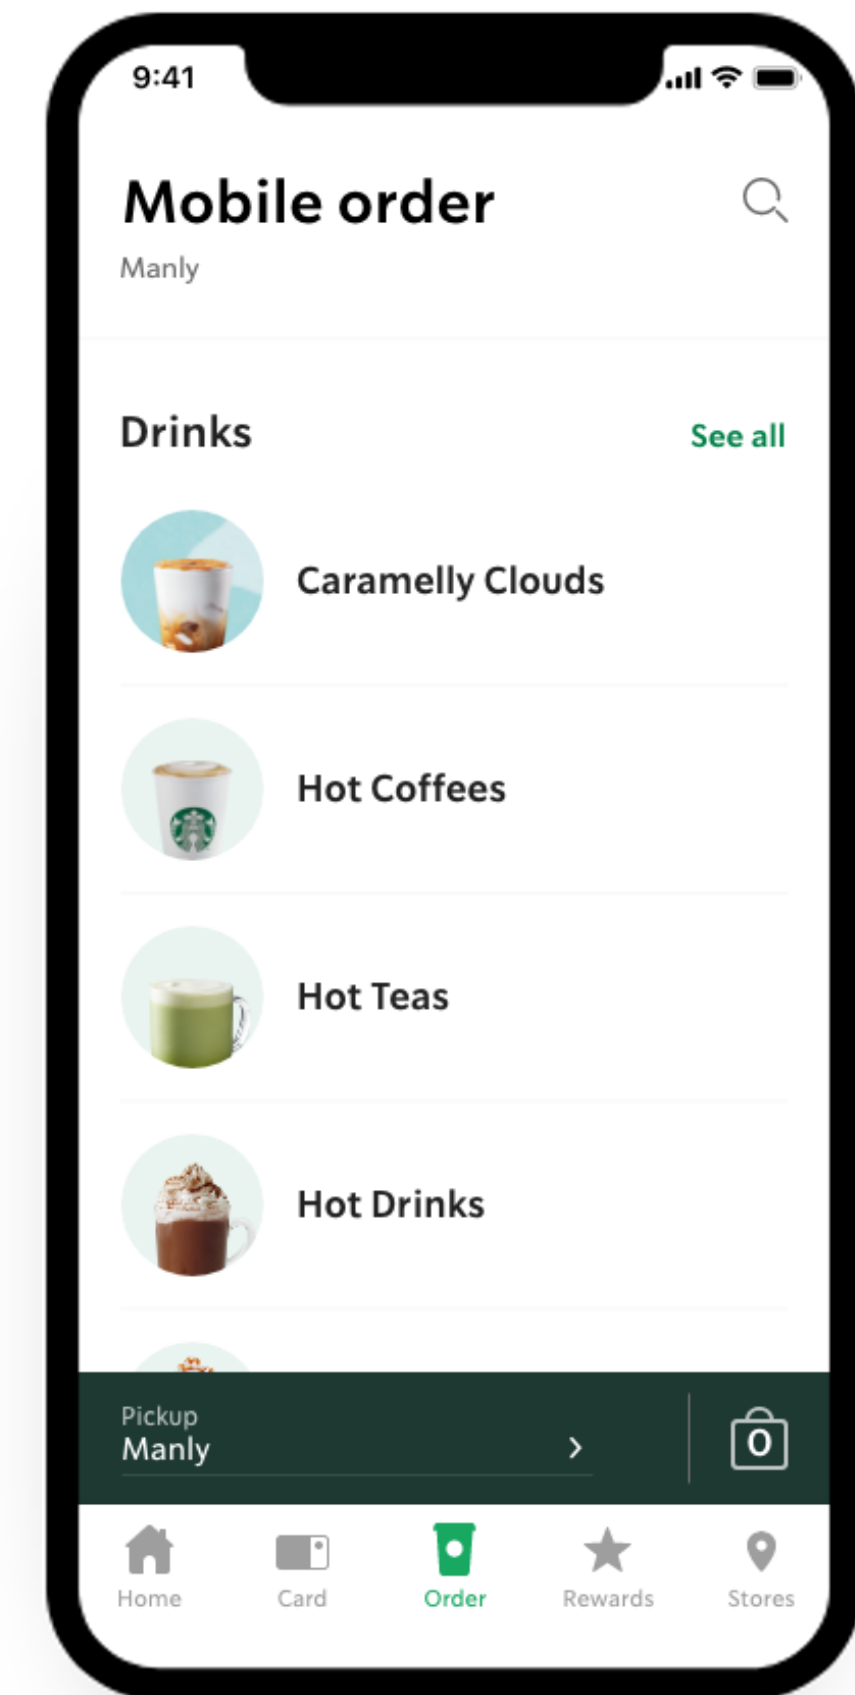 9:41
Mobile order
Manly
Drinks
See all
Caramelly Clouds
Hot Coffees
Hot Teas
Hot Drinks
Pickup
Manly
0
Home
Card
Order
Rewards
Stores